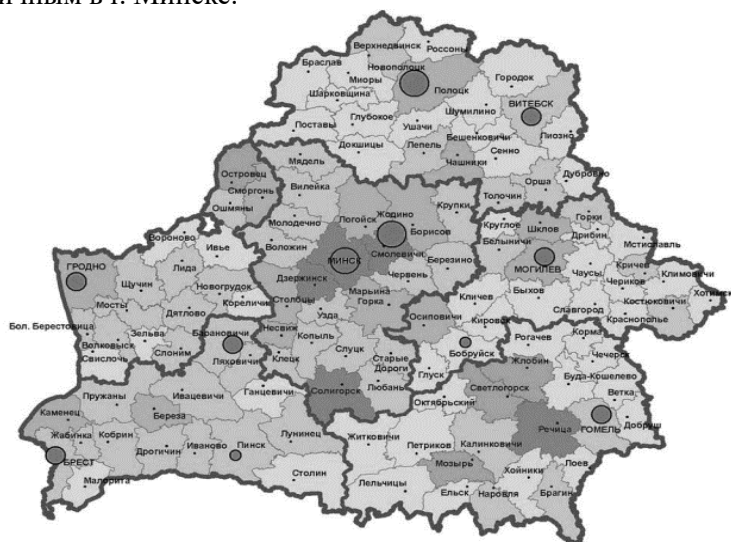 ичным в г. Минске.
Верхнедвинск
Россоны
Браслав
Новополоцк
Миоры
Полоцк
Городок
Шарковщина
ВИТЕБСК
Шумилино
Глубокое
Ушачи
Поставы
Бешенковичи
Лиозно
Докшицы
Лепель
Сенно
Чашники
Мядель
Островец
Дубровно
Сморгонь
Вилейка
Орша
Толочин
Ошмяны
Крупки
Логойск
Жодино
Горки
Молодечно
Борисов
Круглое
Шклов
Дрибин
Вороново
Белыничи
Мстиславль
Ивье
Воложин
Смолевичи
МИНСК
Березино
ГРОДНО
МОГИЛЕВ
Кричев
Климовичи
Лида
Червень
Чаусы
Щучин
Дзержинск
Чериков
Хотимск
Новогрудок
Марьина
Горка
Быхов
Столбцы
Кличев
Костюковичи
Мосты
Кореличи
Славгород
Краснополье
Дятлово
Узда
Осиповичи
Бол. Берестовица
Барановичи
Несвиж
Кировск
Зельва
Копыль
Рогачев
Корма
Волковыск
Слоним
Ляховичи
Клецк
Слуцк
Старые
Дороги
Бобруйск
Свислочь
Жлобин
Чечерск
Глуск
Солигорск
Любань
Буда-Кошелево
Пружаны
Ивацевичи
Ганцевичи
Светлогорск
Октябрьский
Ветка
Каменец
Береза
Речица
ГОМЕЛЬ
Добруш
Жабинка
Кобрин
Лунинец
Житковичи
Калинковичи
Петриков
БРЕСТ
Дрогичин
Иваново
Пинск
Мозырь
Хойники
Лоев
Малорита
Столин
Лельчицы
Ельск
Наровля
Брагин